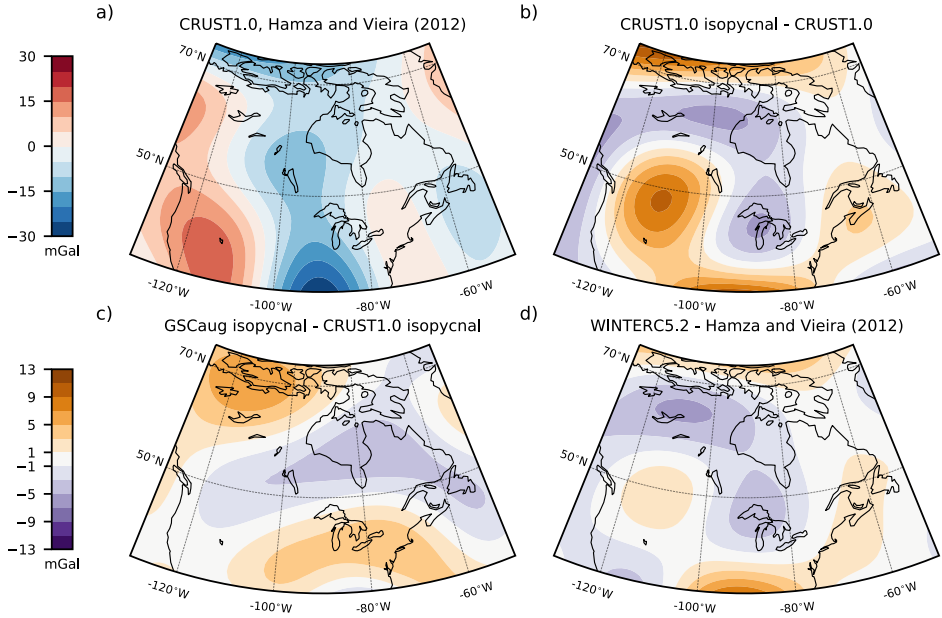 a) CRUST1.0, Hamza and Vieira (2012)
b) CRUST1.0 isopycnal - CRUST1.0
30
15
0
−15
−30
mGal
70°N
50°N
-120°W
-100°W
-80°W
-60°W
70°N
50°N
-120°W
-100°W
-80°W
-60°W
c) GSCaug isopycnal - CRUST1.0 isopycnal
d) WINTERC5.2 - Hamza and Vieira (2012)
13
9
5
1
−1
−5
−9
−13
mGal
70°N
50°N
-120°W
-100°W
-80°W
-60°W
70°N
50°N
-120°W
-100°W
-80°W
-60°W